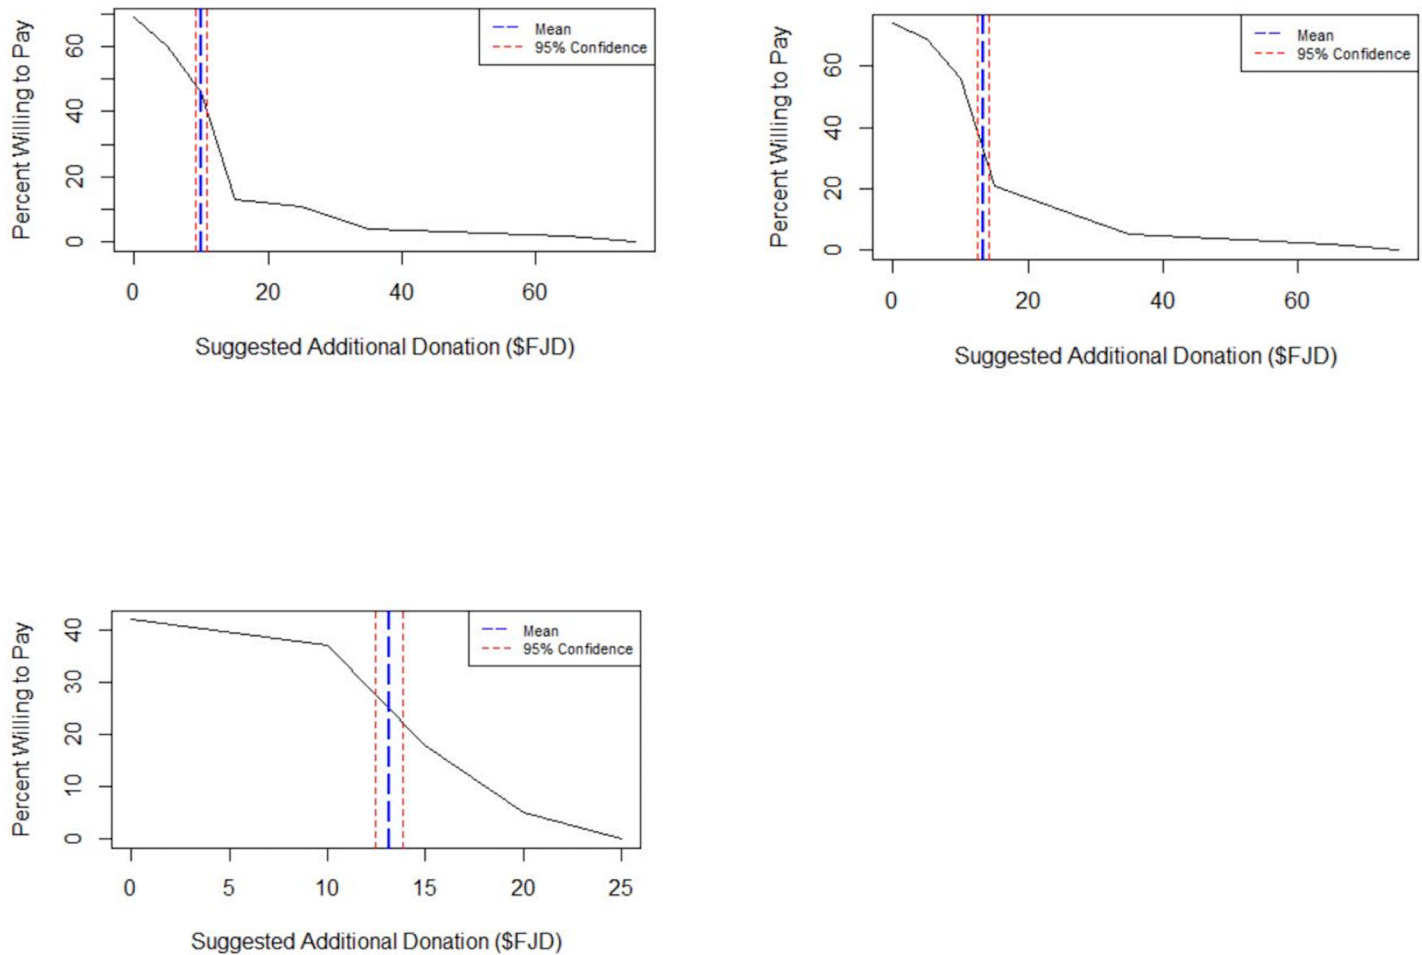 Percent Willing to Pay
60
40
20
0
Mean
95% Confidence
0 20 40 60
Suggested Additional Donation ($FJD)
Percent Willing to Pay
60
40
20
0
Mean
95% Confidence
0 20 40 60
Suggested Additional Donation ($FJD)
Percent Willing to Pay
40
30
20
10
0
Mean
95% Confidence
0 5 10 15 20 25
Suggested Additional Donation ($FJD)